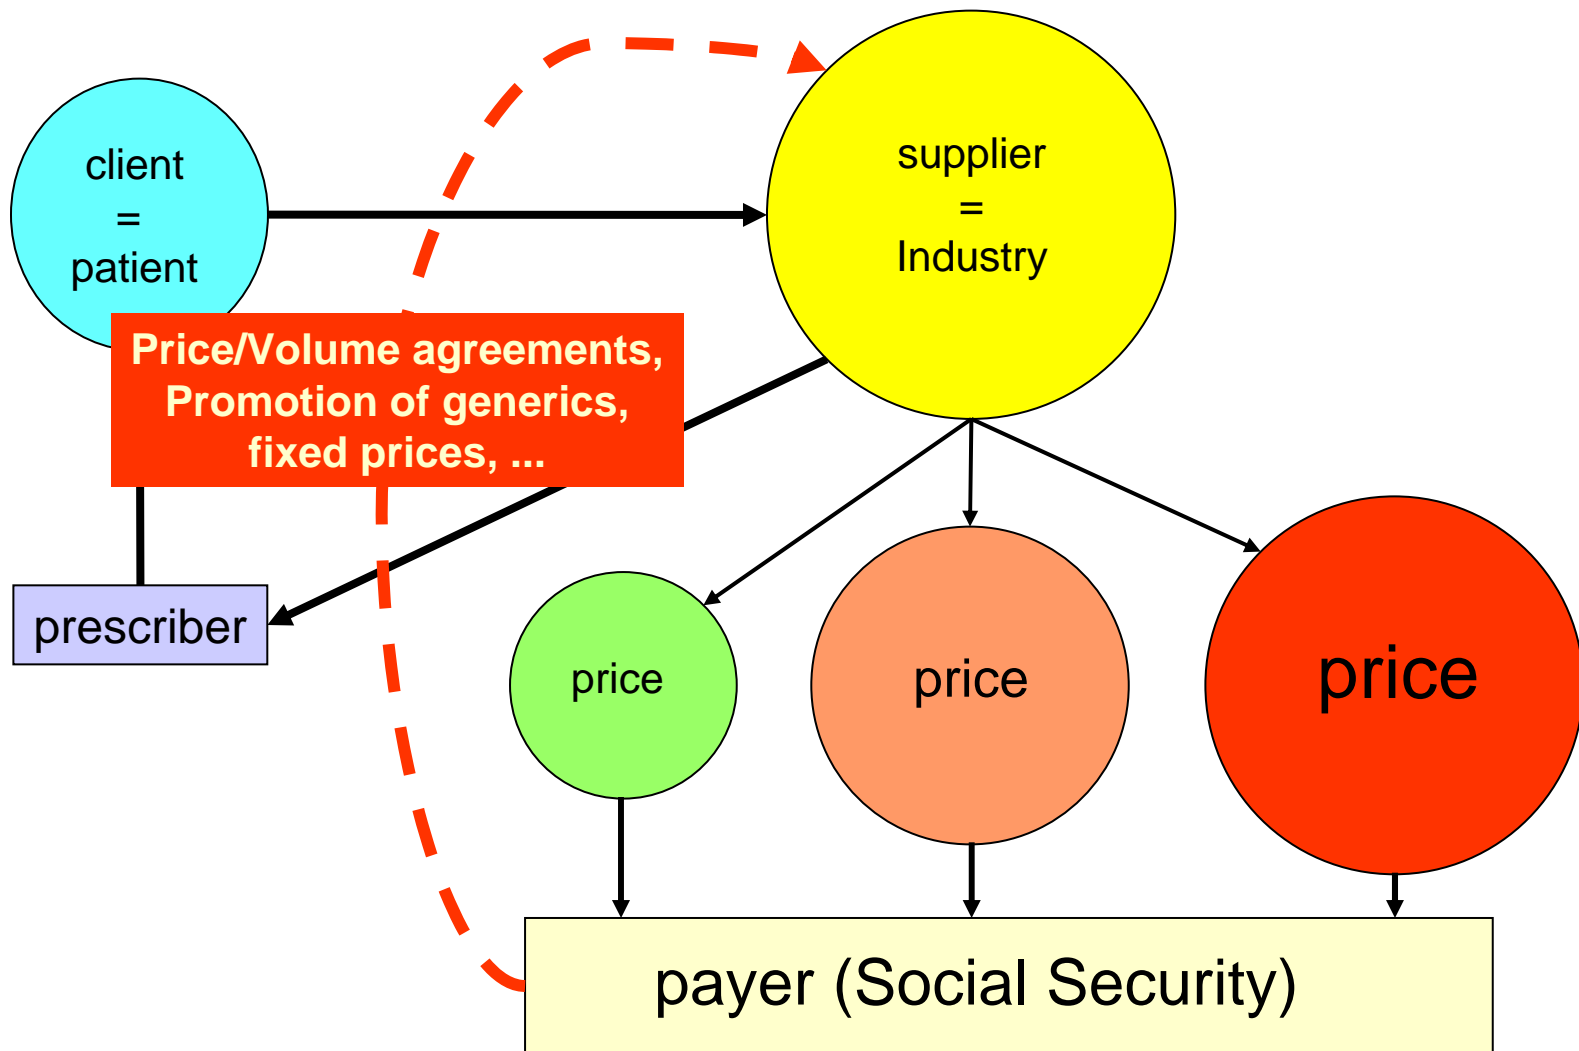 client
=
patient
supplier
=
Industry
Price/Volume agreements,
Promotion of generics,
fixed prices, ...
prescriber
price
price
price
payer (Social Security)